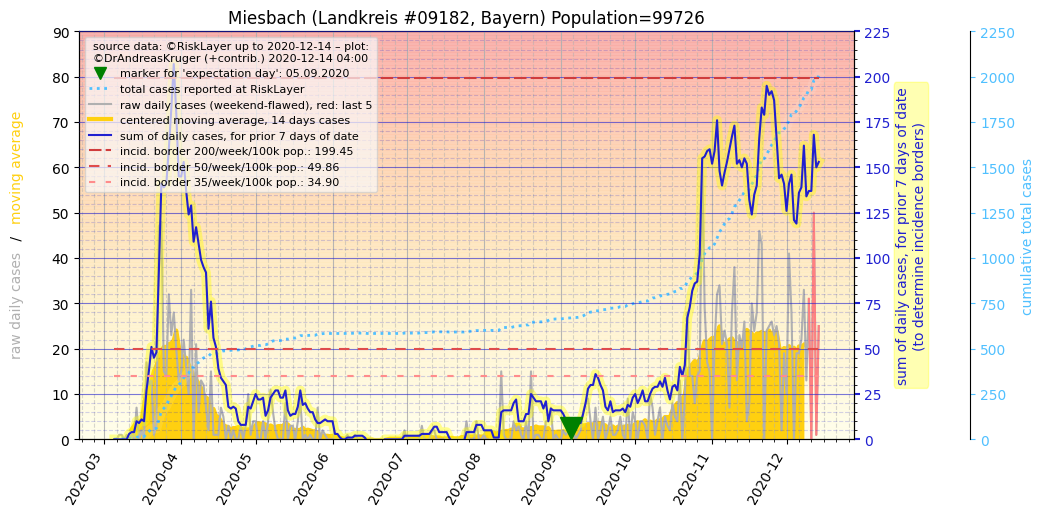 Miesbach (Landkreis #09182, Bayern) Population=99726
source data: ©RiskLayer up to 2020-12-14 – plot:
©DrAndreasKruger (+contrib.) 2020-12-14 04:00
marker for 'expectation day': 05.09.2020
total cases reported at RiskLayer
raw daily cases (weekend-flawed), red: last 5
centered moving average, 14 days cases
sum of daily cases, for prior 7 days of date
incid. border 200/week/100k pop.: 199.45
incid. border 50/week/100k pop.: 49.86
incid. border 35/week/100k pop.: 34.90
raw daily cases / moving average
90
80
70
60
50
40
30
20
10
0
2020-03
2020-04
2020-05
2020-06
2020-07
2020-08
2020-09
2020-10
2020-11
2020-12
225
200
175
150
125
100
75
50
25
0
sum of daily cases, for prior 7 days of date
(to determine incidence borders)
2250
2000
1750
1500
1250
1000
750
500
250
0
cumulative total cases